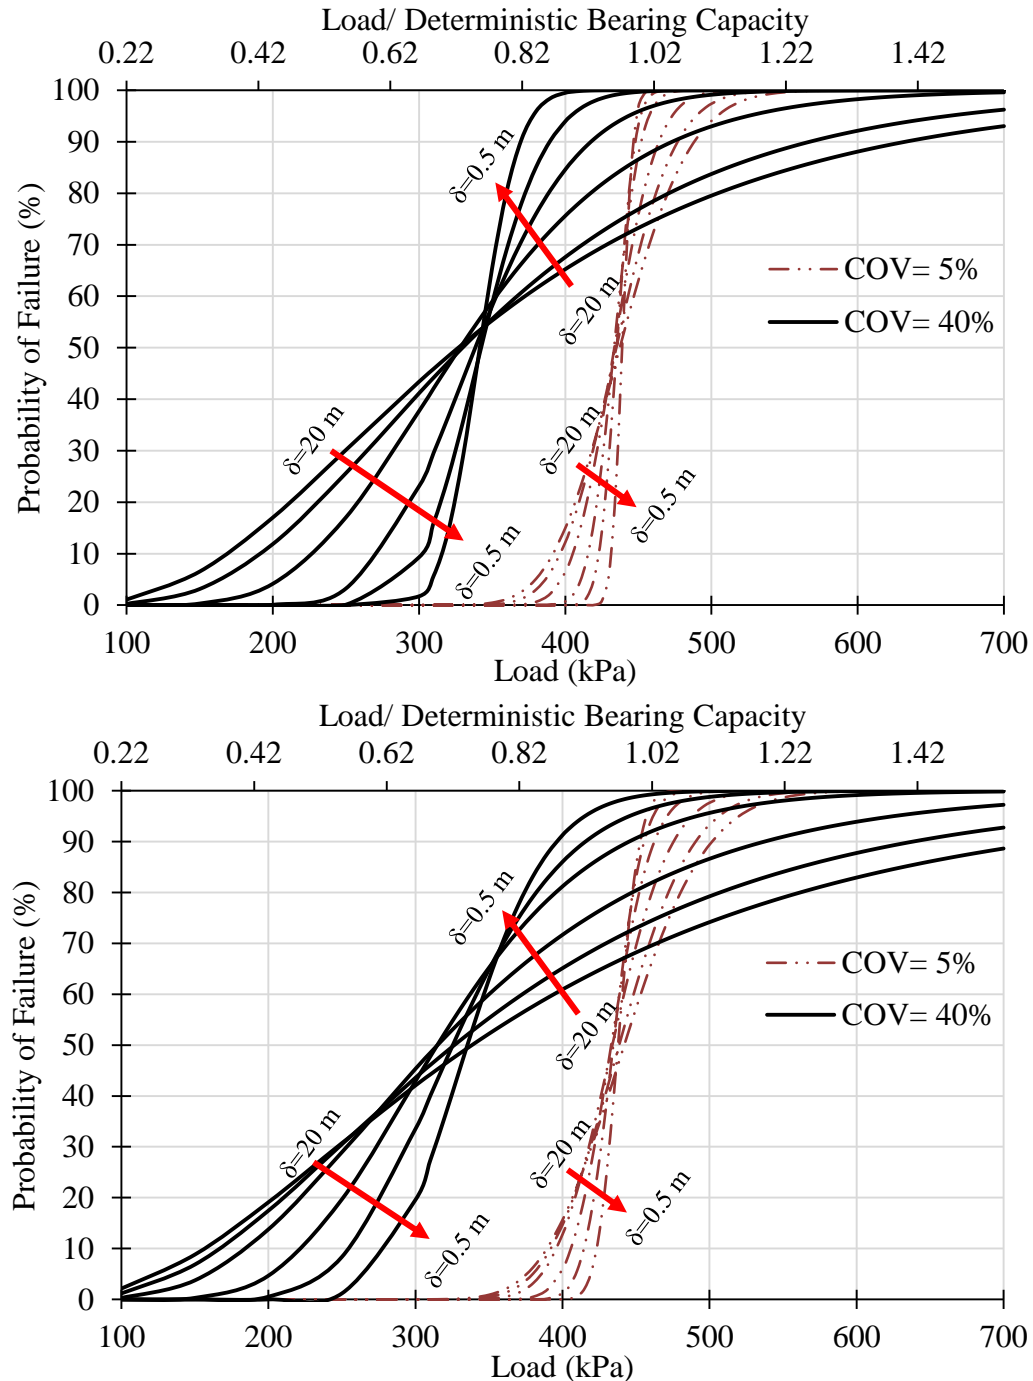 Load/ Deterministic Bearing Capacity
0.22 0.42 0.62 0.82 1.02 1.22 1.42
100
90
80
70
60
50
40
30
20
10
0
Probability of Failure (%)
δ=0.5 m
δ=20 m
COV= 5%
COV= 40%
δ=20 m
δ=20 m
δ=0.5 m
δ=0.5 m
100 200 300 400 500 600 700
Load (kPa)
Load/ Deterministic Bearing Capacity
0.22 0.42 0.62 0.82 1.02 1.22 1.42
100
90
80
70
60
50
40
30
20
10
0
Probability of Failure (%)
δ=0.5 m
δ=20 m
COV= 5%
COV= 40%
δ=20 m
δ=20 m
δ=0.5 m
δ=0.5 m
100 200 300 400 500 600 700
Load (kPa)